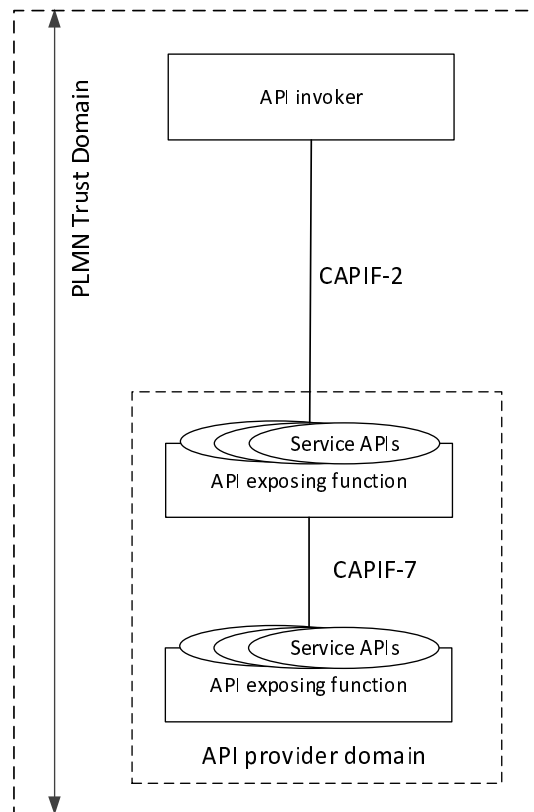 API invoker
PLMN Trust Domain
CAPIF-2
Service APIs
API exposing function
CAPIF-7
Service APIs
API exposing function
API provider domain